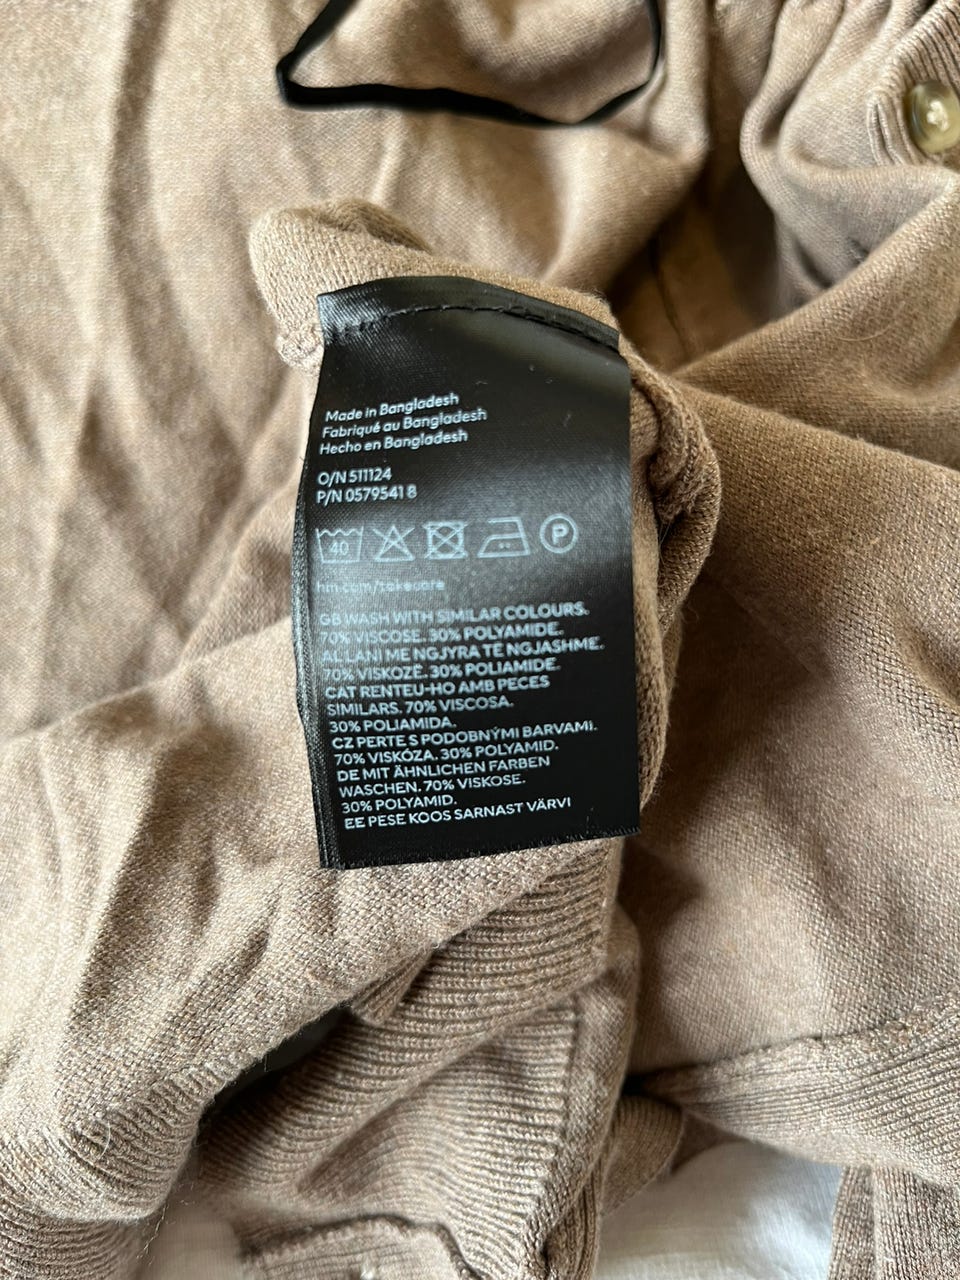 Made in Bangladesh
Fabriqué au Bangladesh
Hecho en Bangladesh
O/N 511124
P/N 0579541 8
40 P
hm.com/takecare
GB WASH WITH SIMILAR COLOURS.
70% VISCOSE. 30% POLYAMIDE.
AL LANI ME NGJYRA TË NGJASHME.
70% VISKOZË. 30% POLIAMIDE.
CAT RENTEU-HO AMB PECES
SIMILARS. 70% VISCOSA.
30% POLIAMIDA.
CZ PERTE S PODOBNÝMI BARVAMI.
70% VISKÓZA. 30% POLYAMID.
DE MIT ÄHNLICHEN FARBEN
WASCHEN. 70% VISKOSE.
30% POLYAMID.
EE PESE KOOS SARNAST VÄRVI